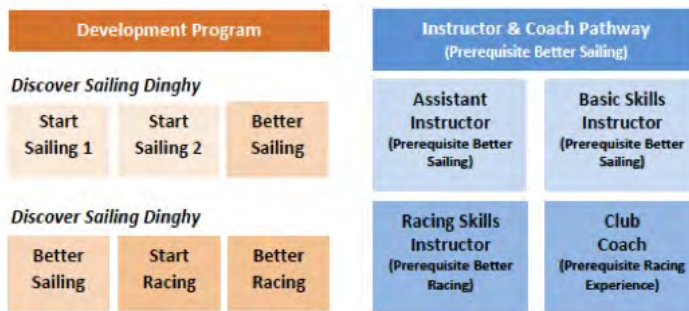 Development Program
Discover Sailing Dinghy
Start
Sailing 1
Start
Sailing 2
Better
Sailing
Discover Sailing Dinghy
Better
Sailing
Start
Racing
Better
Racing
Instructor & Coach Pathway
(Prerequisite Better Sailing)
Assistant
Instructor
(Prerequisite Better
Sailing)
Basic Skills
Instructor
(Prerequisite Better
Sailing)
Racing Skills
Instructor
(Prerequisite Better
Racing)
Club
Coach
(Prerequisite Racing
Experience)